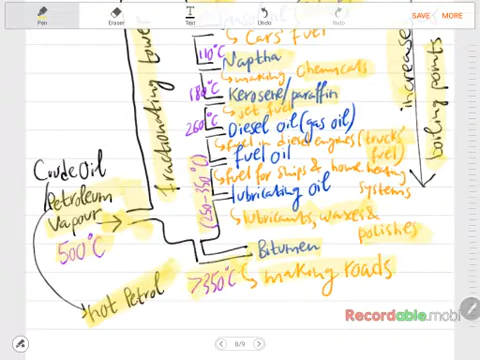 Pen
Eraser
Text
Undo
Redo
SAVE
MORE
Cars' fuel
110°C
Naptha
making chemicals
180°C
Kerosene/paraffin
jet fuel
260°C
Diesel oil (gas oil)
fuel in diesel engines (trucks' fuel)
fuel oil
fuel for ships & home heating systems
lubricating oil
lubricants, waxes & polishes
Bitumen
>350°C
making roads
fractionating tower
increase
boiling points
Crude Oil
Petroleum
Vapour
500°C
hot Petrol
Recordable.mobi
8/9